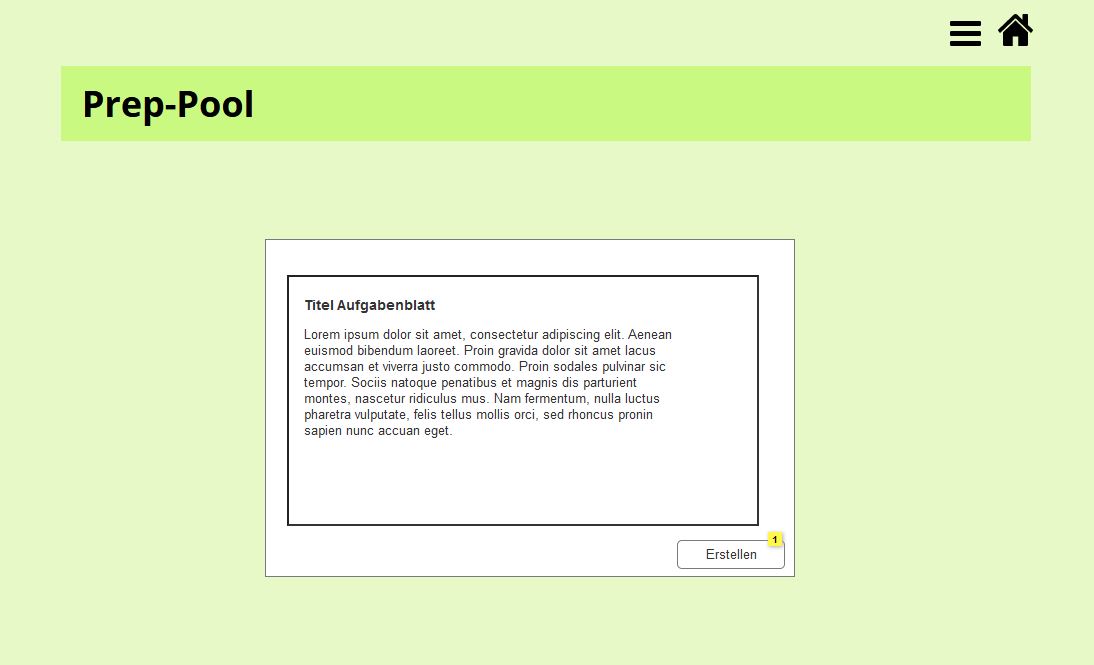 Prep-Pool
Titel Aufgabenblatt
Lorem ipsum dolor sit amet, consectetur adipiscing elit. Aenean
euismod bibendum laoreet. Proin gravida dolor sit amet lacus
accumsan et viverra justo commodo. Proin sodales pulvinar sic
tempor. Sociis natoque penatibus et magnis dis parturient
montes, nascetur ridiculus mus. Nam fermentum, nulla luctus
pharetra vulputate, felis tellus mollis orci, sed rhoncus pronin
sapien nunc accuan eget.
1
Erstellen